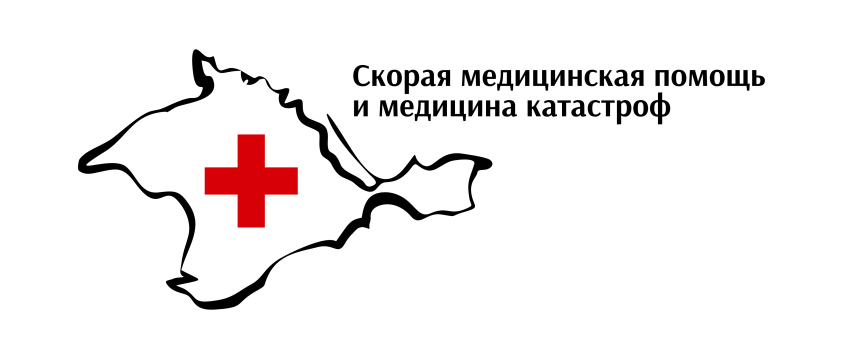 Скорая медицинская помощь
и медицина катастроф